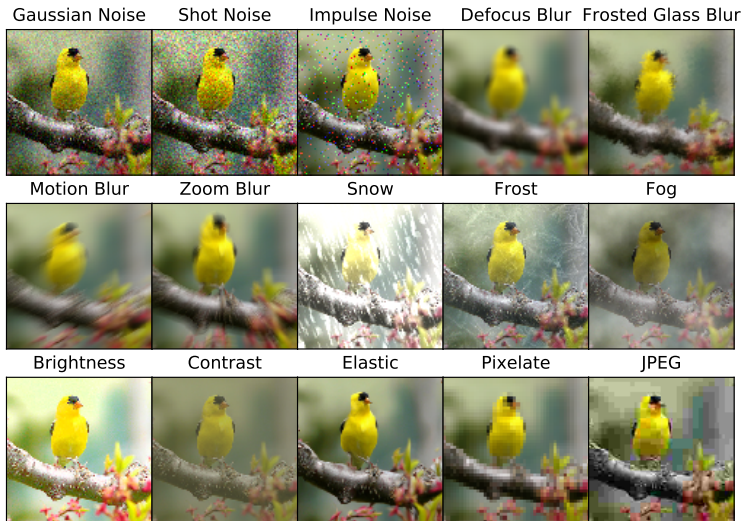 Gaussian Noise Shot Noise Impulse Noise Defocus Blur Frosted Glass Blur
Motion Blur Zoom Blur Snow Frost Fog
Brightness Contrast Elastic Pixelate JPEG